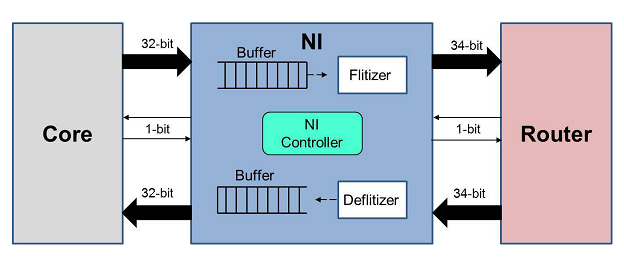 NI
32-bit
34-bit
Buffer
Flitizer
Core
1-bit
NI
Controller
1-bit
Router
Buffer
32-bit
34-bit
Deflitizer